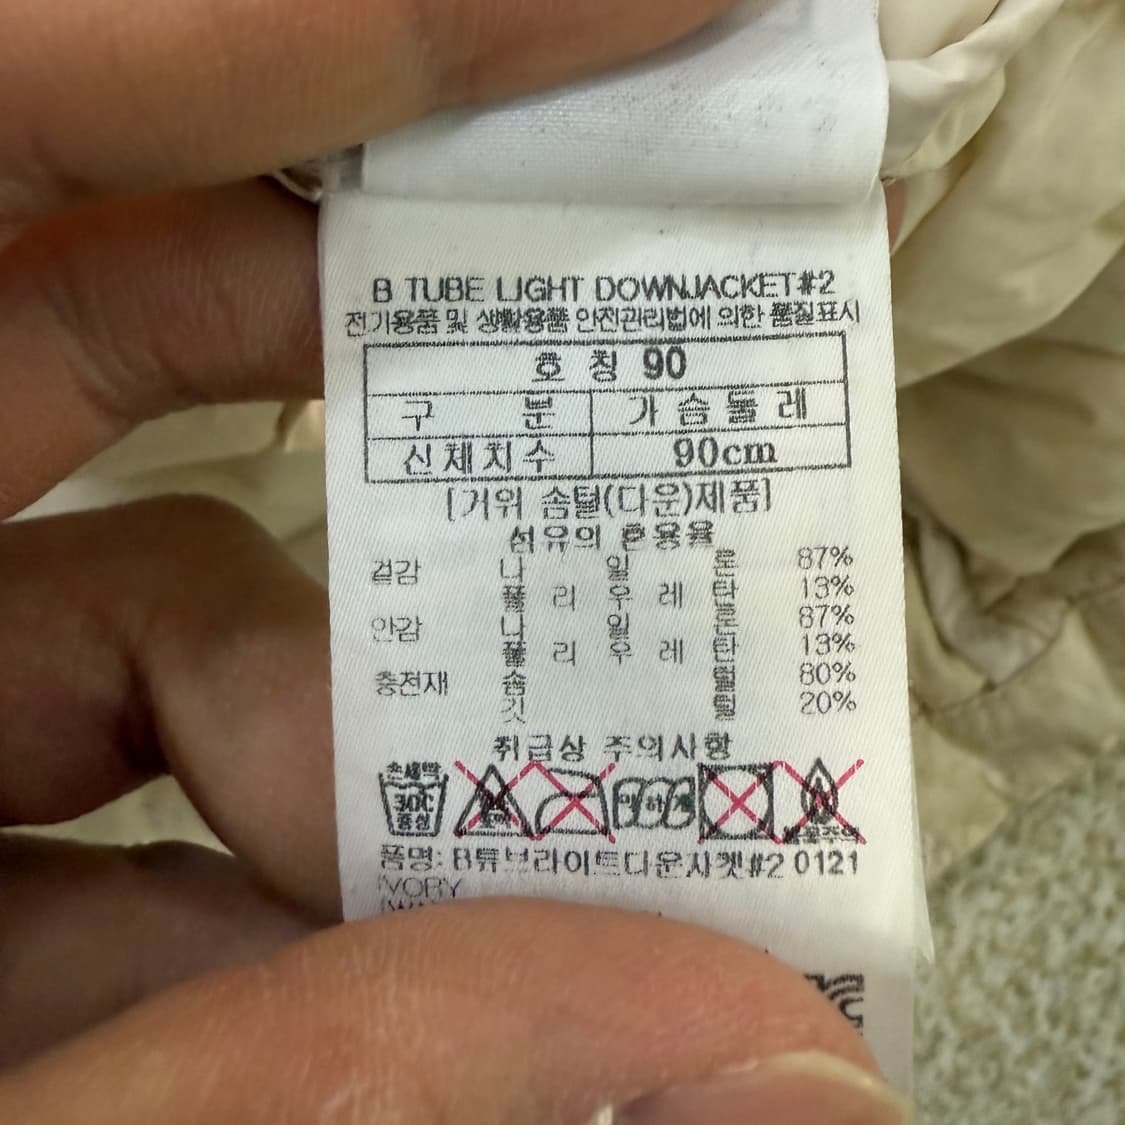 B TUBE LIGHT DOWNJACKET#2
전기용품 및 생활용품 안전관리법에 의한 품질표시
호 칭 90
구 분 가 슴 둘 레
신체치수 90cm
[거위 솜털(다운)제품]
섬유의 혼용율
겉감 나 일 론 87%
폴 리 우 레 탄 13%
안감 나 일 론 87%
폴 리 우 레 탄 13%
충전재 솜 털 80%
깃 털 20%
취급상 주의사항
손세탁
30C
중성
약하게
품명: B튜브라이트다운자켓#2 0121
IVORY